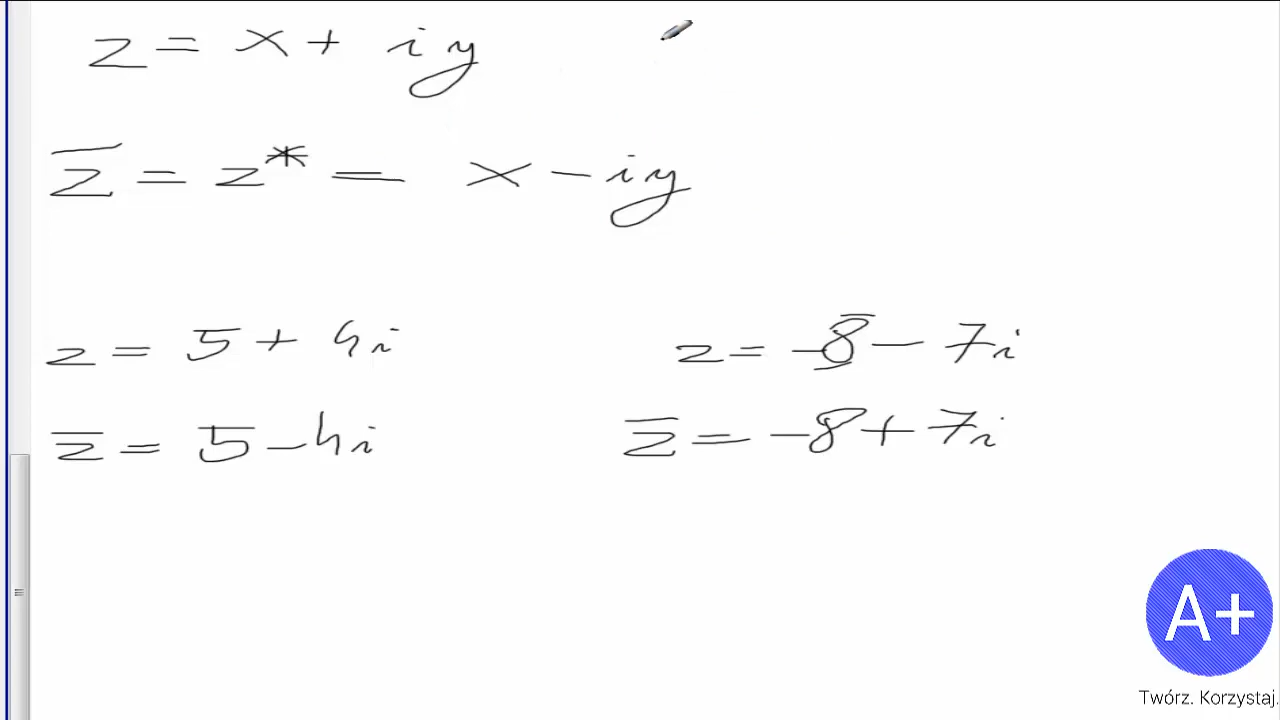 z = x + iy
z̅ = z* = x - iy
z = 5 + 4i
z = -8 - 7i
z̅ = 5 - 4i
z̅ = -8 + 7i
A+
Twórz. Korzystaj.